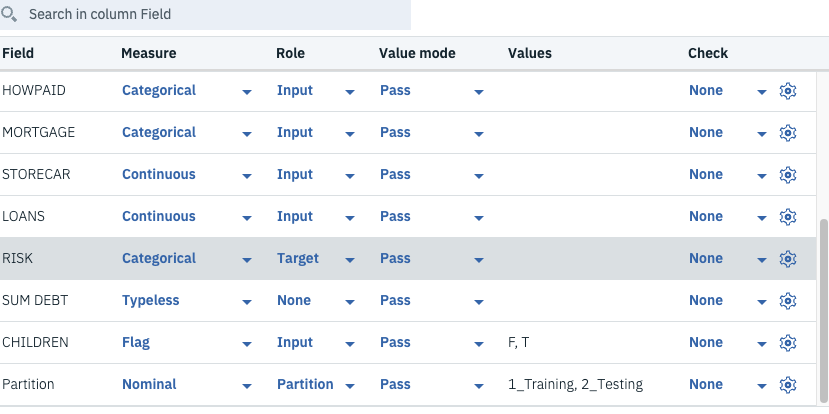 Search in column Field
Field Measure Role Value mode Values Check
HOWPAID Categorical Input Pass None
MORTGAGE Categorical Input Pass None
STORECAR Continuous Input Pass None
LOANS Continuous Input Pass None
RISK Categorical Target Pass None
SUM DEBT Typeless None Pass None
CHILDREN Flag Input Pass F, T None
Partition Nominal Partition Pass 1_Training, 2_Testing None